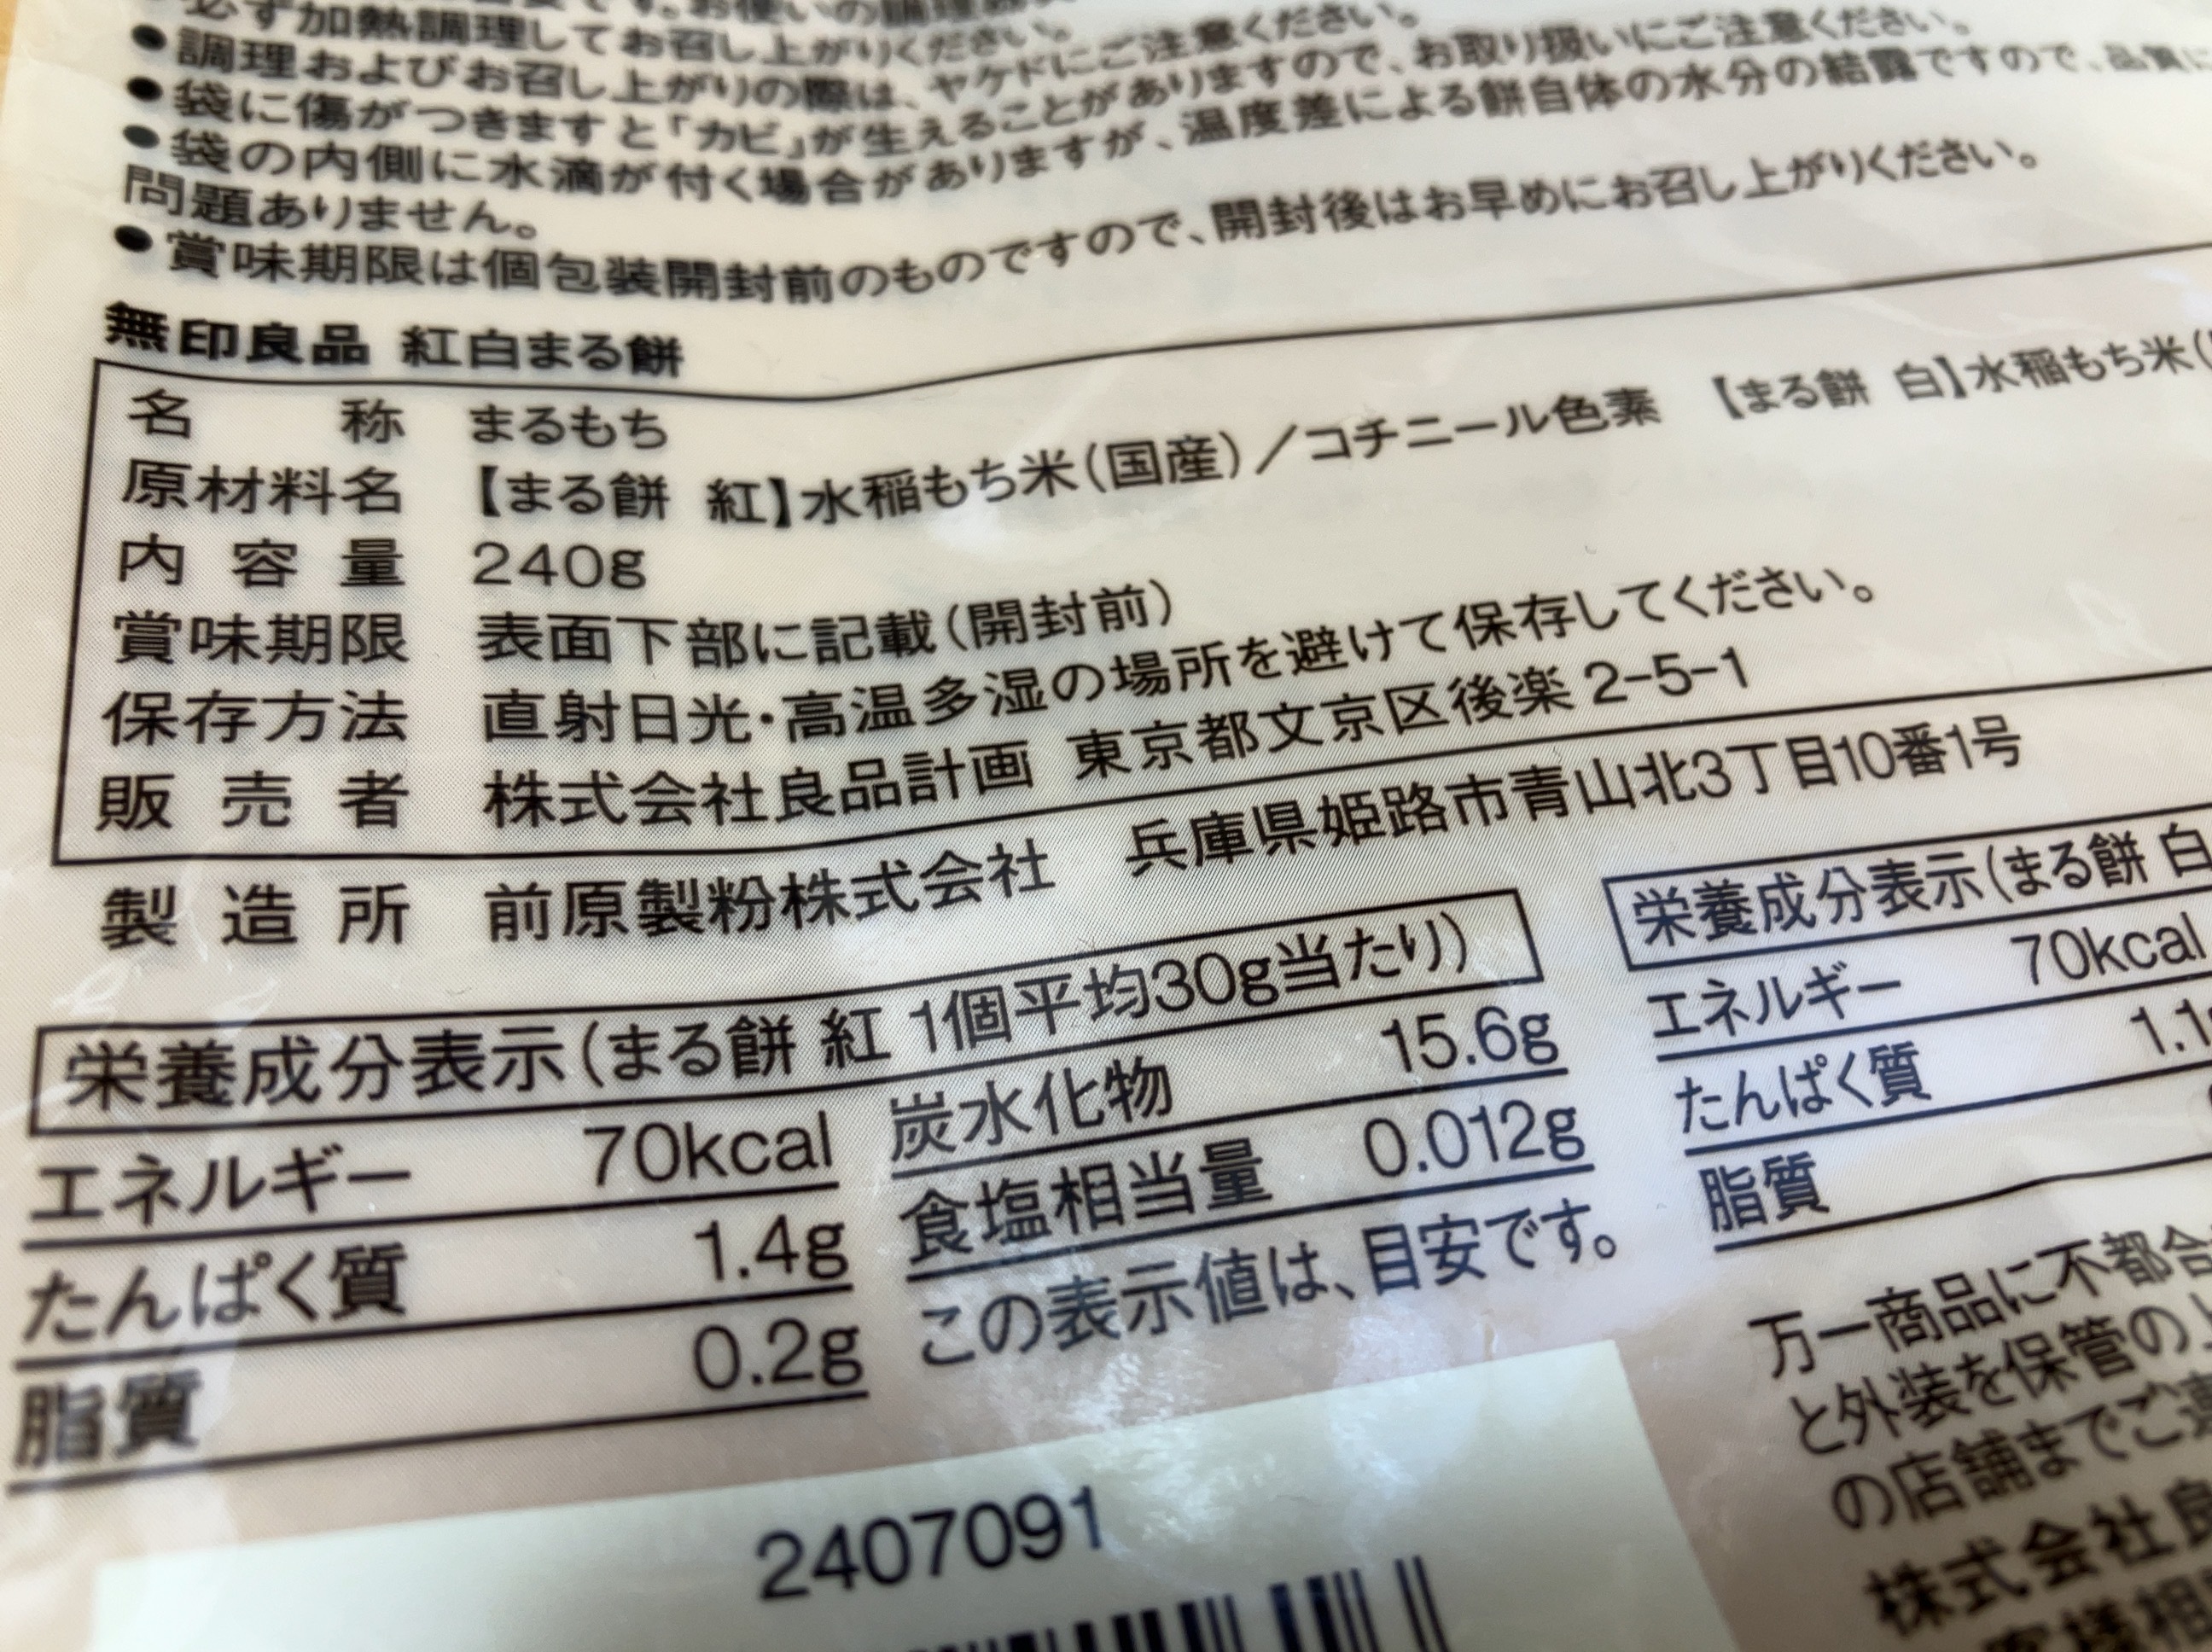 必ず加熱調理してお召し上がりください。
●調理およびお召し上がりの際は、ヤケドにご注意ください。
●袋に傷がつきますと「カビ」が生えることがありますので、お取り扱いにご注意ください。
●袋の内側に水滴が付く場合がありますが、温度差による餅自体の水分の結露ですので、品質に
問題ありません。
●賞味期限は個包装開封前のものですので、開封後はお早めにお召し上がりください。
無印良品 紅白まる餅
名称 まるもち
原材料名 【まる餅 紅】水稲もち米(国産)/コチニール色素 【まる餅 白】水稲もち米(
内容量 240g
賞味期限 表面下部に記載(開封前)
保存方法 直射日光・高温多湿の場所を避けて保存してください。
販売者 株式会社良品計画 東京都文京区後楽 2-5-1
製造所 前原製粉株式会社 兵庫県姫路市青山北3丁目10番1号
栄養成分表示(まる餅 紅 1個平均30g当たり)
エネルギー 70kcal
たんぱく質 1.4g
脂質 0.2g
炭水化物 15.6g
食塩相当量 0.012g
この表示値は、目安です。
栄養成分表示(まる餅 白
エネルギー 70kcal
たんぱく質 1.1g
脂質
万一商品に不都合
と外装を保管の上
の店舗までご連
株式会社良
2407091